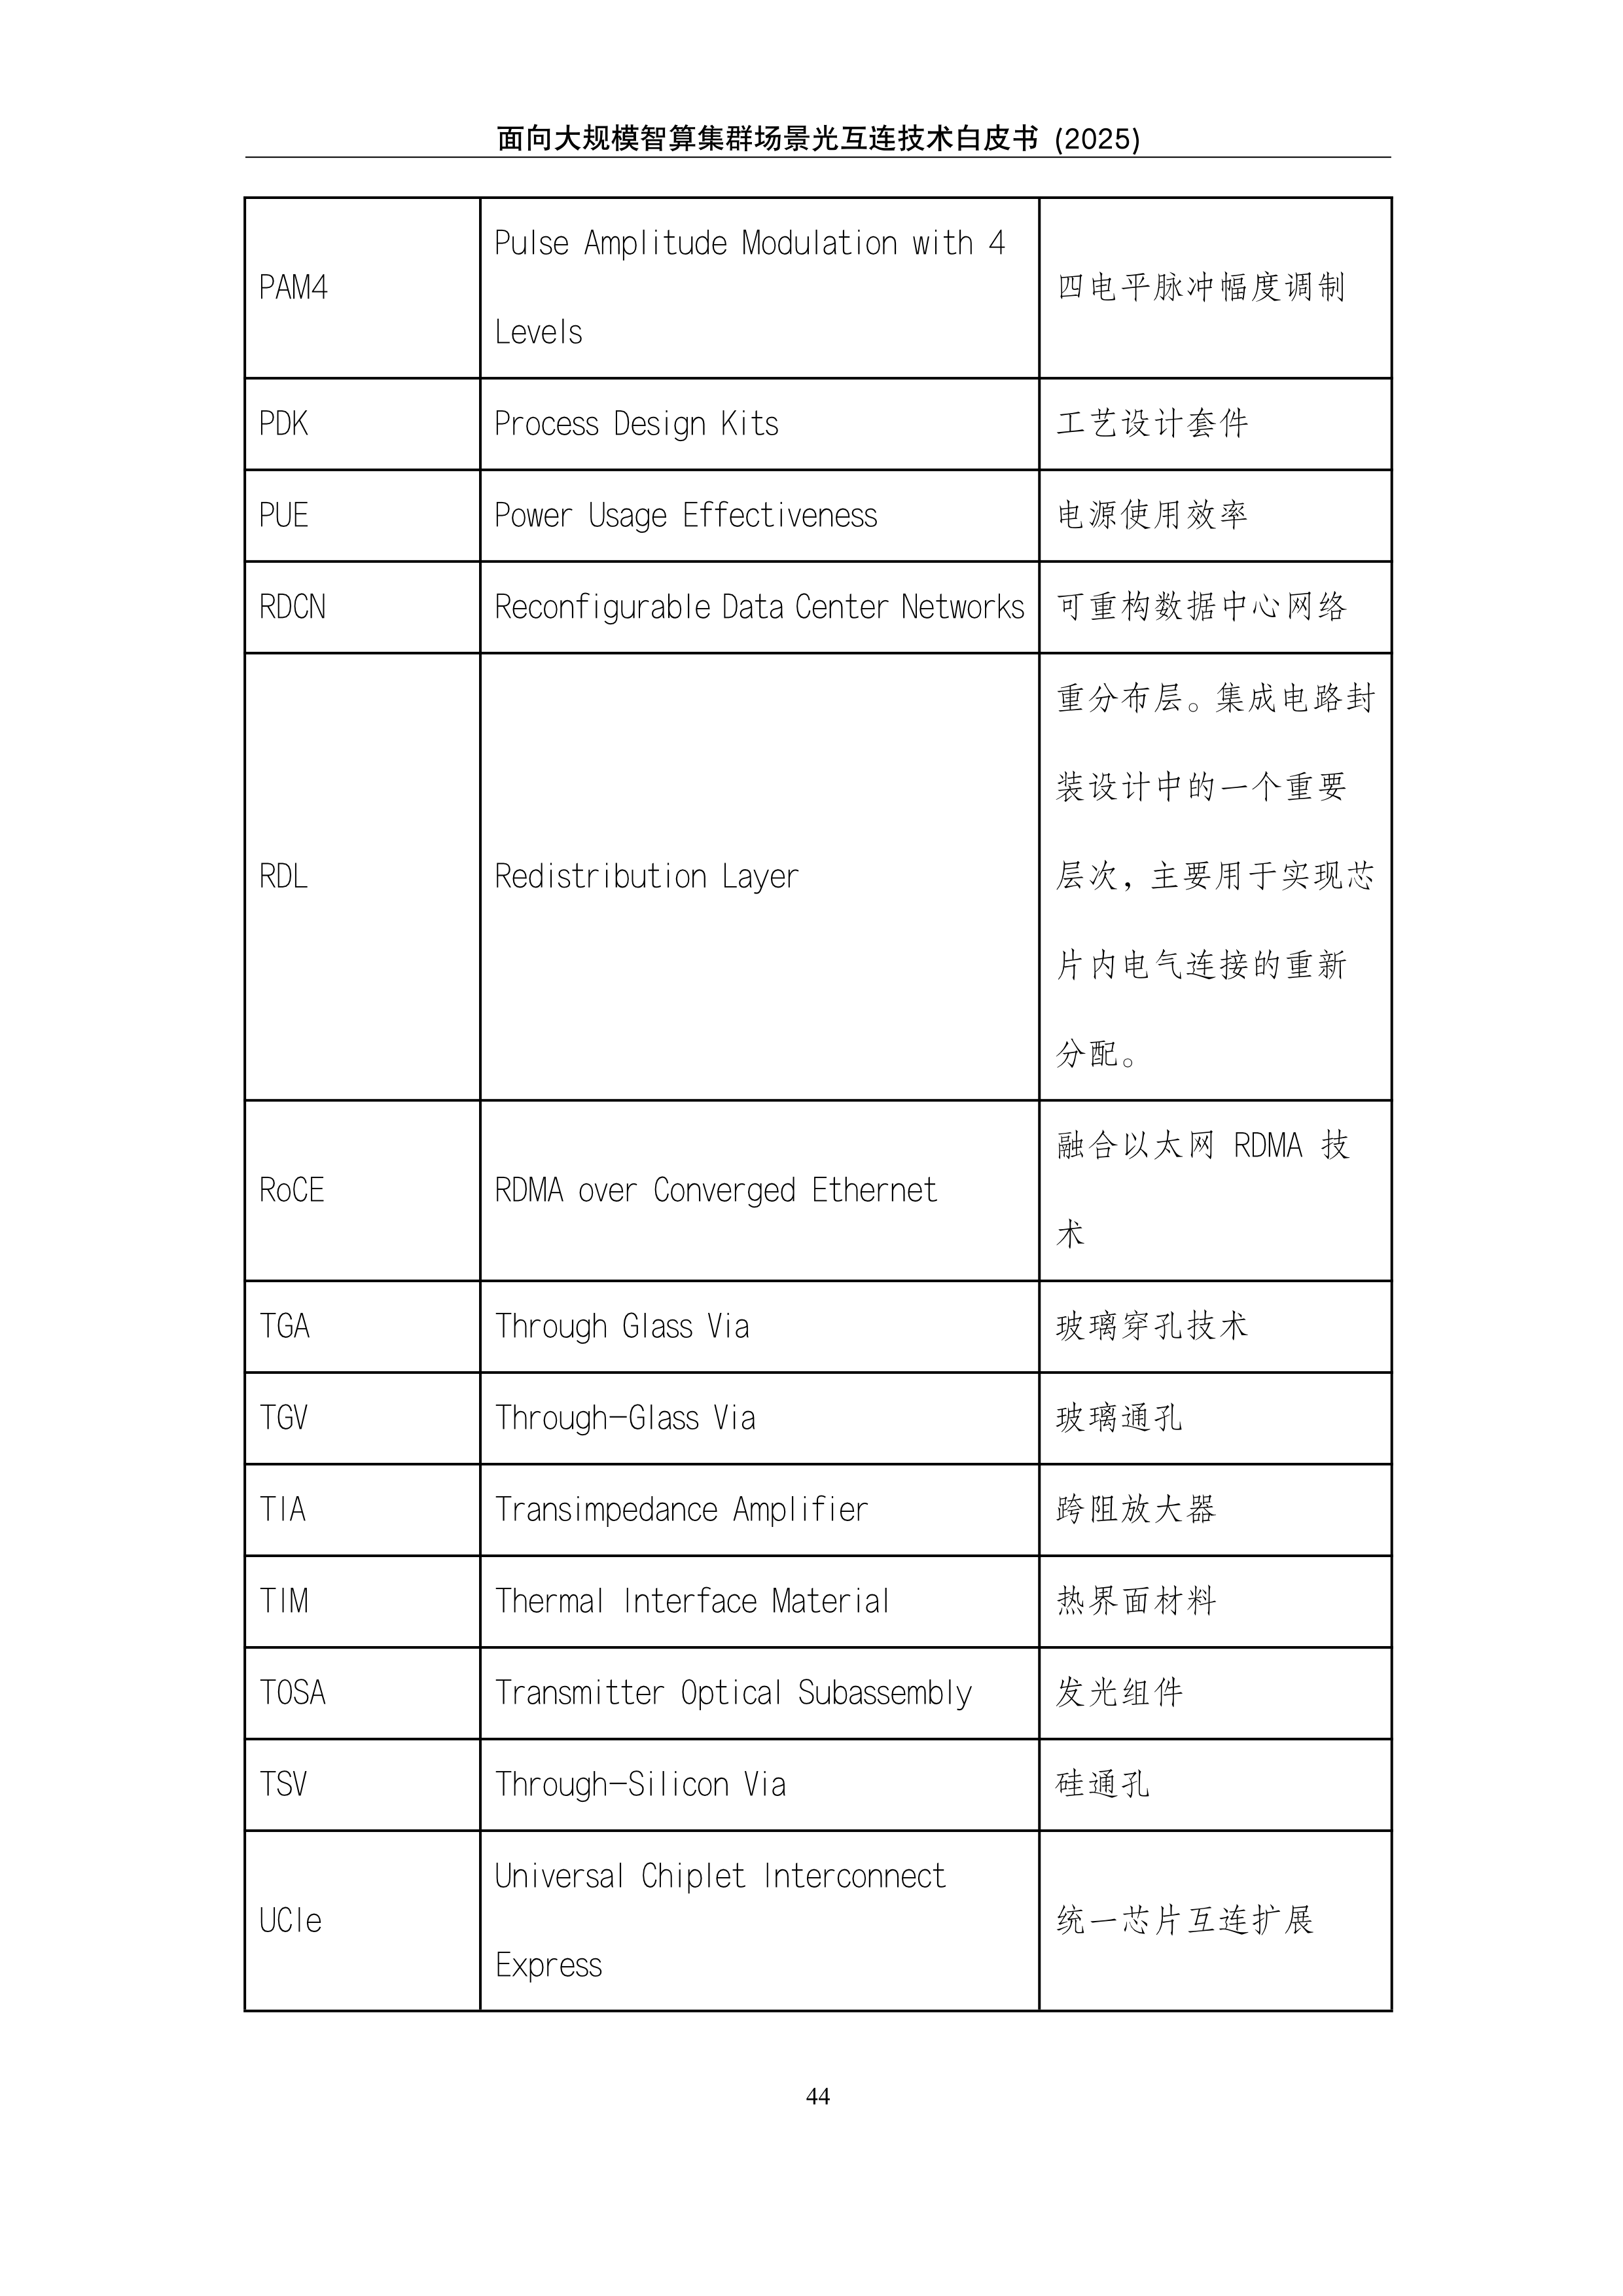 面向大规模智算集群场景光互连技术白皮书 (2025)
PAM4
Pulse Amplitude Modulation with 4
Levels
四电平脉冲幅度调制
PDK
Process Design Kits
工艺设计套件
PUE
Power Usage Effectiveness
电源使用效率
RDCN
Reconfigurable Data Center Networks
可重构数据中心网络
RDL
Redistribution Layer
重分布层。集成电路封
装设计中的一个重要
层次，主要用于实现芯
片内电气连接的重新
分配。
RoCE
RDMA over Converged Ethernet
融合以太网 RDMA 技
术
TGA
Through Glass Via
玻璃穿孔技术
TGV
Through-Glass Via
玻璃通孔
TIA
Transimpedance Amplifier
跨阻放大器
TIM
Thermal Interface Material
热界面材料
TOSA
Transmitter Optical Subassembly
发光组件
TSV
Through-Silicon Via
硅通孔
UCIe
Universal Chiplet Interconnect
Express
统一芯片互连扩展
44